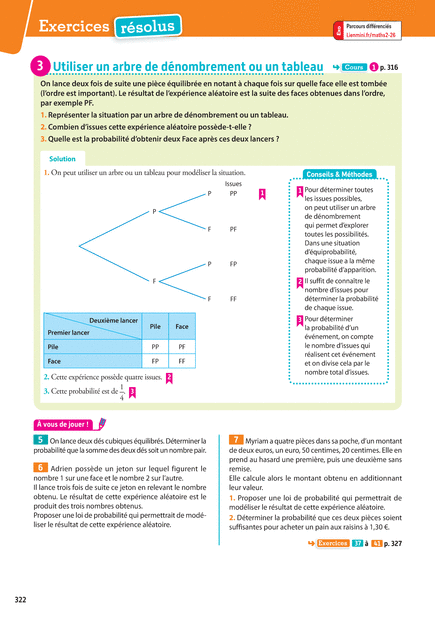 Exercices résolus
Exo
Parcours différenciés
Lienmini.fr/maths2-26
3 Utiliser un arbre de dénombrement ou un tableau
Cours 1 p. 316
On lance deux fois de suite une pièce équilibrée en notant à chaque fois sur quelle face elle est tombée
(l'ordre est important). Le résultat de l'expérience aléatoire est la suite des faces obtenues dans l'ordre,
par exemple PF.
1. Représenter la situation par un arbre de dénombrement ou un tableau.
2. Combien d'issues cette expérience aléatoire possède-t-elle ?
3. Quelle est la probabilité d'obtenir deux Face après ces deux lancers ?
Solution
1. On peut utiliser un arbre ou un tableau pour modéliser la situation.
Issues
P PP 1
P
F PF
P FP
F
F FF
Deuxième lancer
Premier lancer
Pile Face
Pile PP PF
Face FP FF
2. Cette expérience possède quatre issues. 2
3. Cette probabilité est de 1/4. 3
Conseils & Méthodes
1 Pour déterminer toutes
les issues possibles,
on peut utiliser un arbre
de dénombrement
qui permet d'explorer
toutes les possibilités.
Dans une situation
d'équiprobabilité,
chaque issue a la même
probabilité d'apparition.
2 Il suffit de connaître le
nombre d'issues pour
déterminer la probabilité
de chaque issue.
3 Pour déterminer
la probabilité d'un
événement, on compte
le nombre d'issues qui
réalisent cet événement
et on divise cela par le
nombre total d'issues.
À vous de jouer !
5 On lance deux dés cubiques équilibrés. Déterminer la
probabilité que la somme des deux dés soit un nombre pair.
6 Adrien possède un jeton sur lequel figurent le
nombre 1 sur une face et le nombre 2 sur l'autre.
Il lance trois fois de suite ce jeton en relevant le nombre
obtenu. Le résultat de cette expérience aléatoire est le
produit des trois nombres obtenus.
Proposer une loi de probabilité qui permettrait de modé-
liser le résultat de cette expérience aléatoire.
7 Myriam a quatre pièces dans sa poche, d'un montant
de deux euros, un euro, 50 centimes, 20 centimes. Elle en
prend au hasard une première, puis une deuxième sans
remise.
Elle calcule alors le montant obtenu en additionnant
leur valeur.
1. Proposer une loi de probabilité qui permettrait de
modéliser le résultat de cette expérience aléatoire.
2. Déterminer la probabilité que ces deux pièces soient
suffisantes pour acheter un pain aux raisins à 1,30 €.
Exercices 37 à 43 p. 327
322